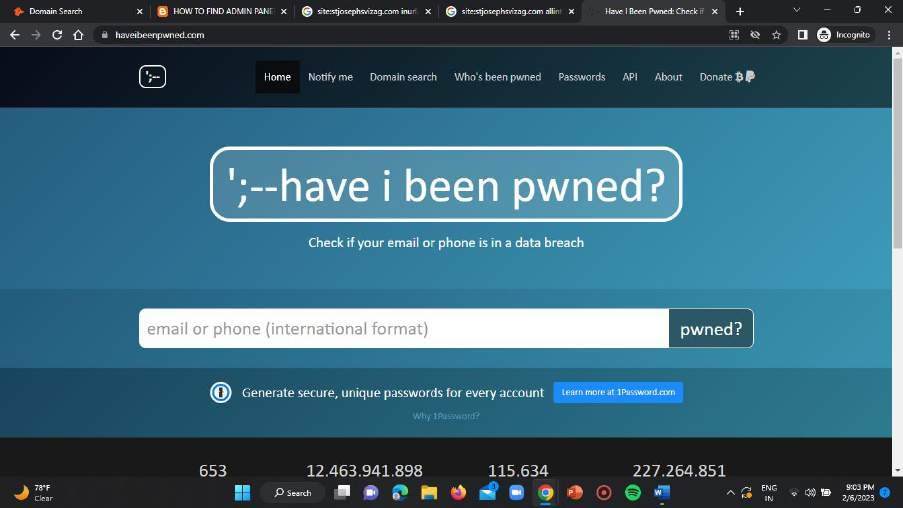 Domain Search
HOW TO FIND ADMIN PANE
site:stjosephsvizag.com inurl
site:stjosephsvizag.com allint
Have I Been Pwned: Check if
haveibeenpwned.com
Incognito
';--
Home
Notify me
Domain search
Who's been pwned
Passwords
API
About
Donate
';--have i been pwned?
Check if your email or phone is in a data breach
email or phone (international format)
pwned?
Generate secure, unique passwords for every account
Learn more at 1Password.com
Why 1Password?
653
12,463,941,898
115,634
227,264,851
78°F
Clear
Search
ENG
IN
9:03 PM
2/6/2023